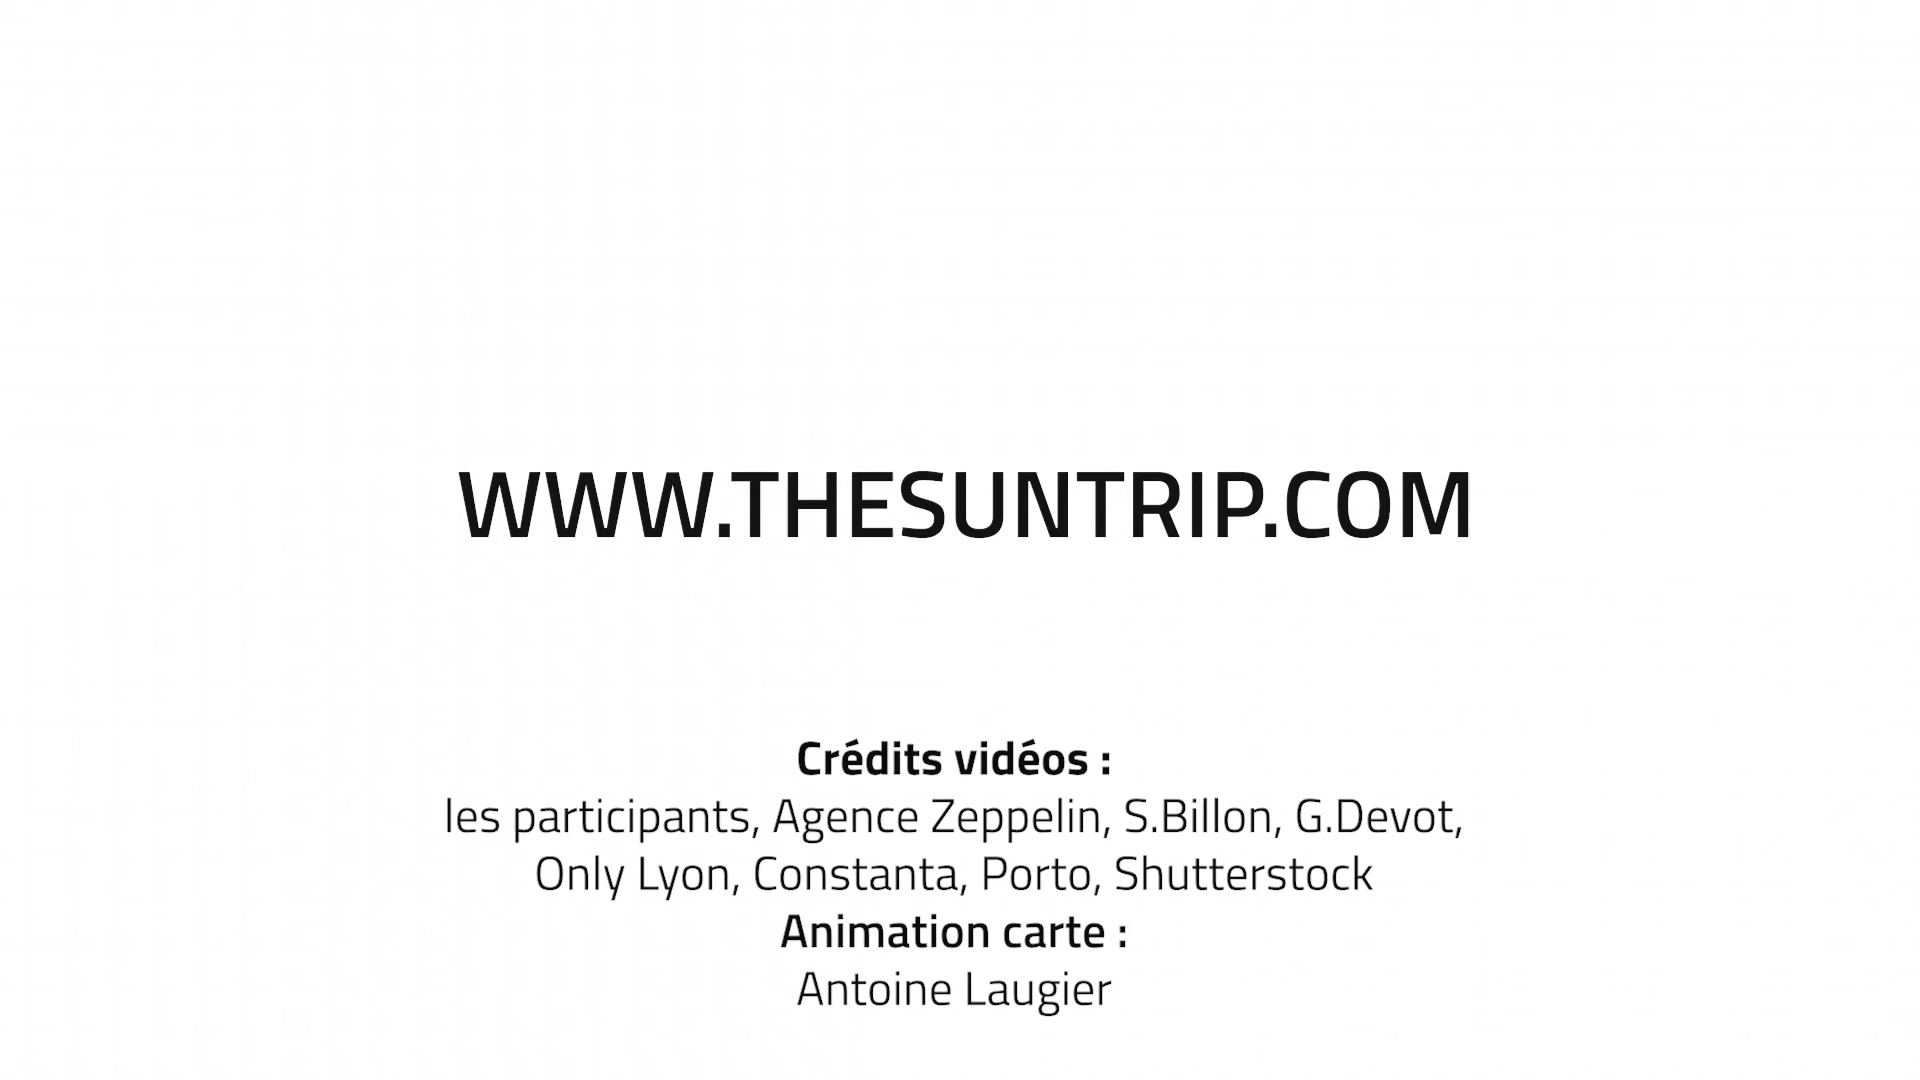 WWW.THESUNTRIP.COM
Crédits vidéos :
les participants, Agence Zeppelin, S.Billon, G.Devot,
Only Lyon, Constanta, Porto, Shutterstock
Animation carte :
Antoine Laugier